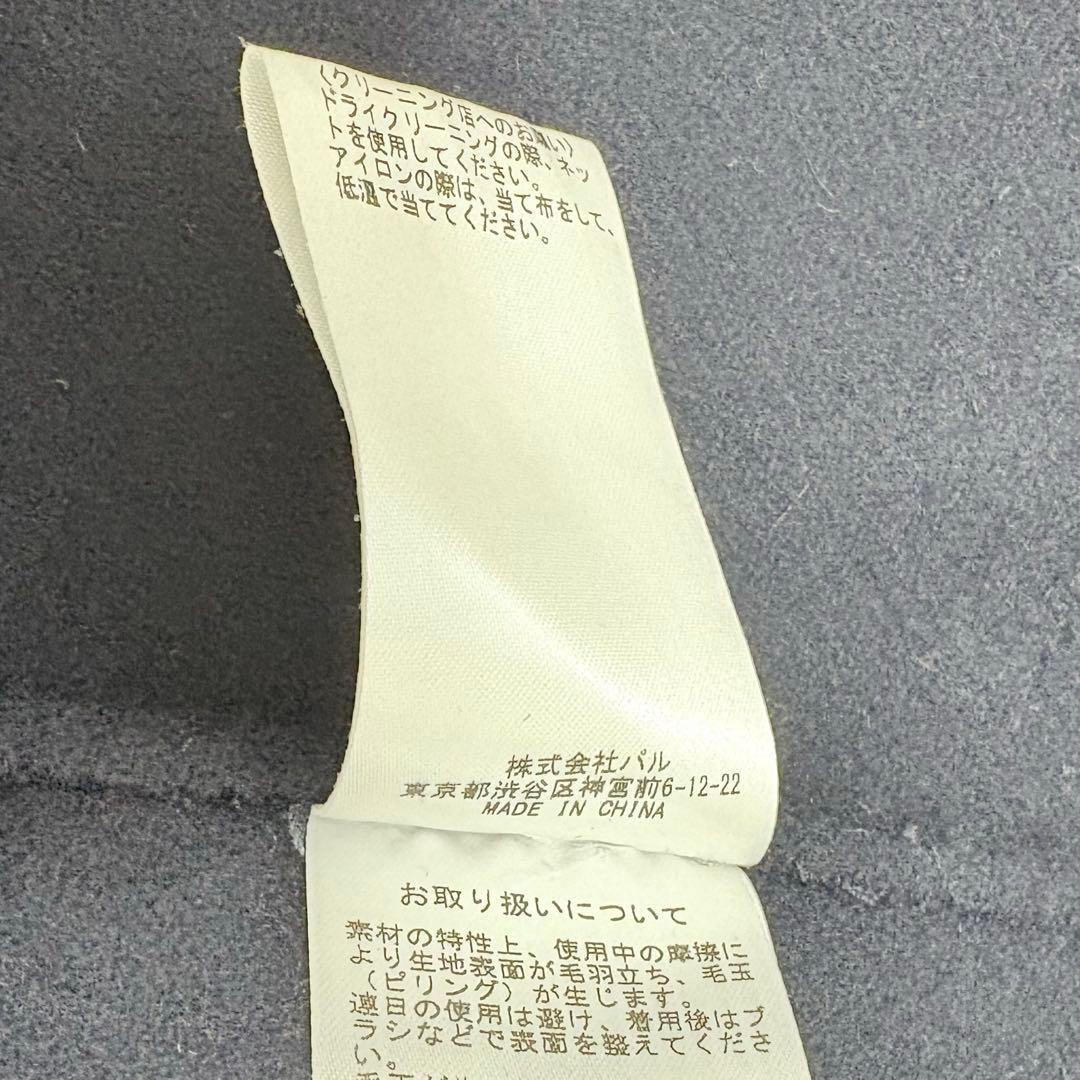 (クリーニング店へのお願い)
ドライクリーニングの際、ネッ
トを使用してください。
アイロンの際は、当て布をして、
低温で当ててください。
株式会社パル
東京都渋谷区神宮前6-12-22
MADE IN CHINA
お取り扱いについて
素材の特性上、使用中の摩擦に
より生地表面が毛羽立ち、毛玉
(ピリング)が生じます。
連日の使用は避け、着用後はブ
ラシなどで表面を整えてくださ
い。